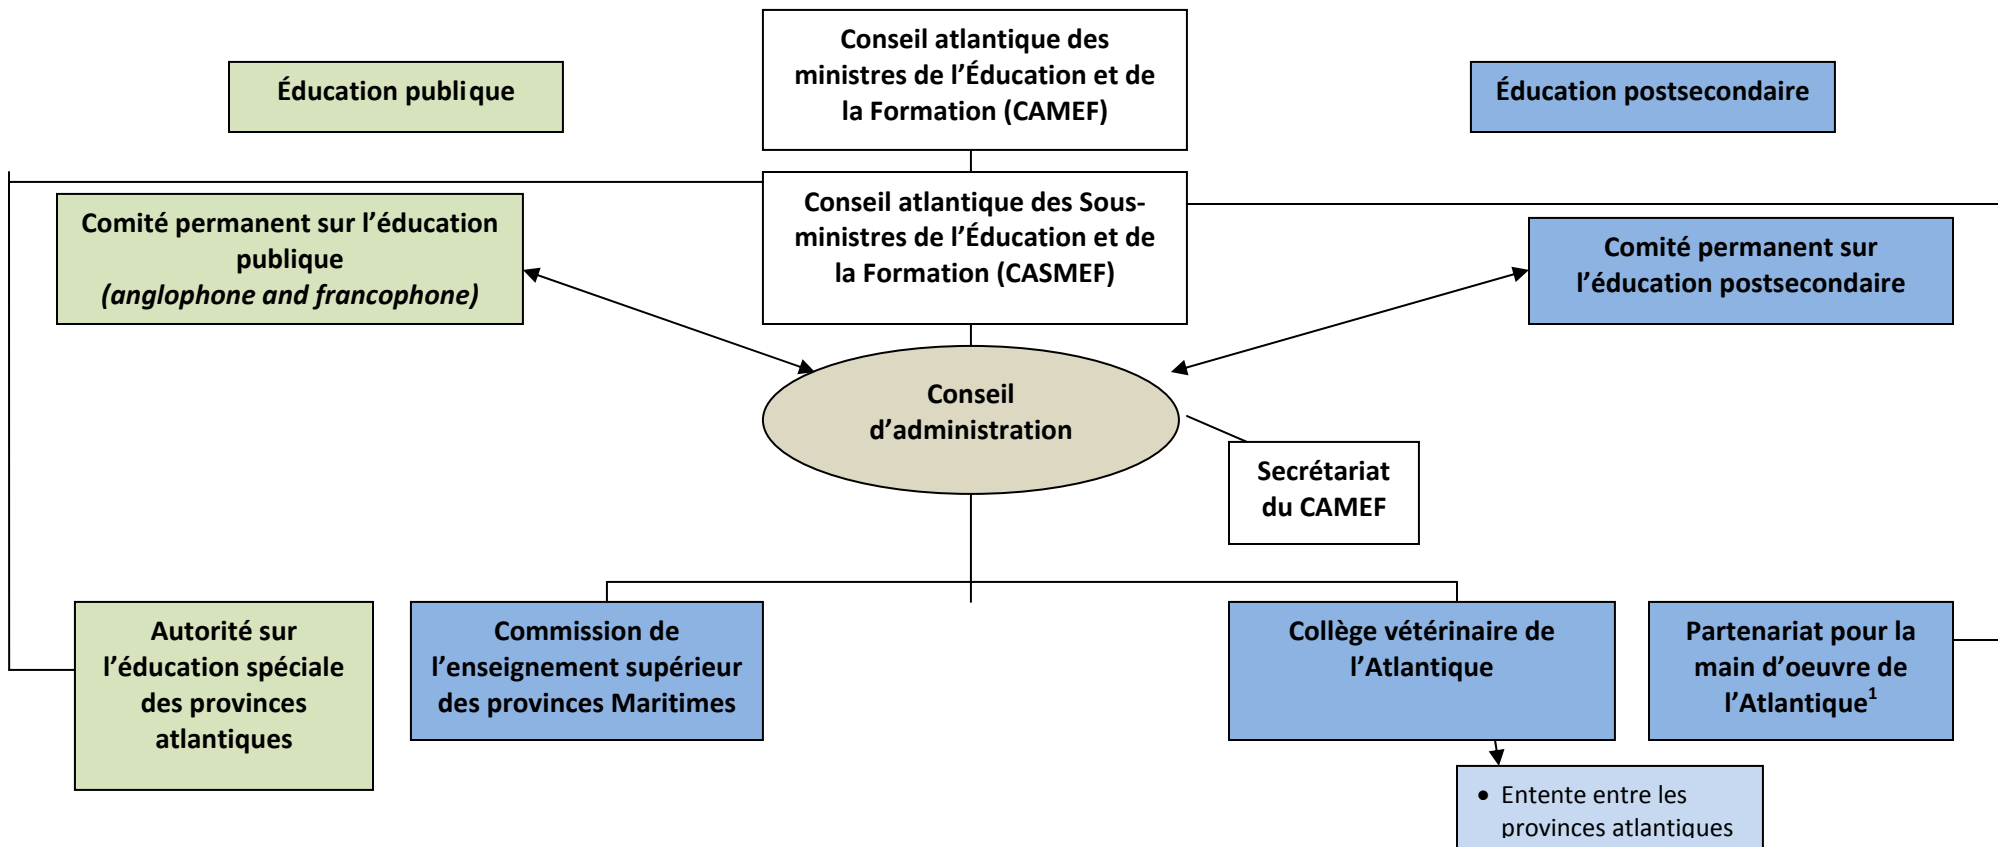 Conseil atlantique des
ministres de l’Éducation et de
la Formation (CAMEF)
Éducation publique
Éducation postsecondaire
Conseil atlantique des Sous-
ministres de l’Éducation et de
la Formation (CASMEF)
Comité permanent sur l’éducation
publique
(anglophone and francophone)
Comité permanent sur
l’éducation postsecondaire
Conseil
d’administration
Secrétariat
du CAMEF
Autorité sur
l’éducation spéciale
des provinces
atlantiques
Commission de
l’enseignement supérieur
des provinces Maritimes
Collège vétérinaire de
l’Atlantique
Partenariat pour la
main d’oeuvre de
l’Atlantique¹
• Entente entre les
provinces atlantiques